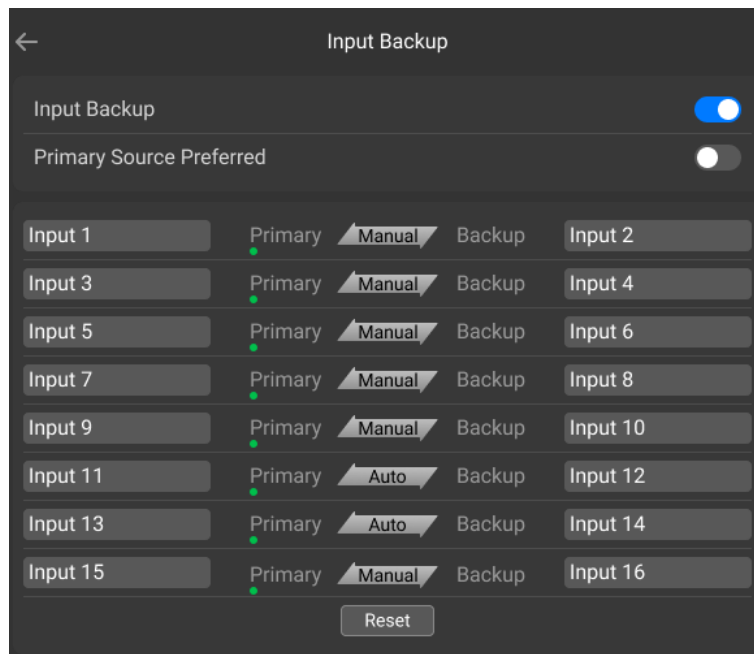 Input Backup
Input Backup
Primary Source Preferred
Input 1 Primary Manual Backup Input 2
Input 3 Primary Manual Backup Input 4
Input 5 Primary Manual Backup Input 6
Input 7 Primary Manual Backup Input 8
Input 9 Primary Manual Backup Input 10
Input 11 Primary Auto Backup Input 12
Input 13 Primary Auto Backup Input 14
Input 15 Primary Manual Backup Input 16
Reset